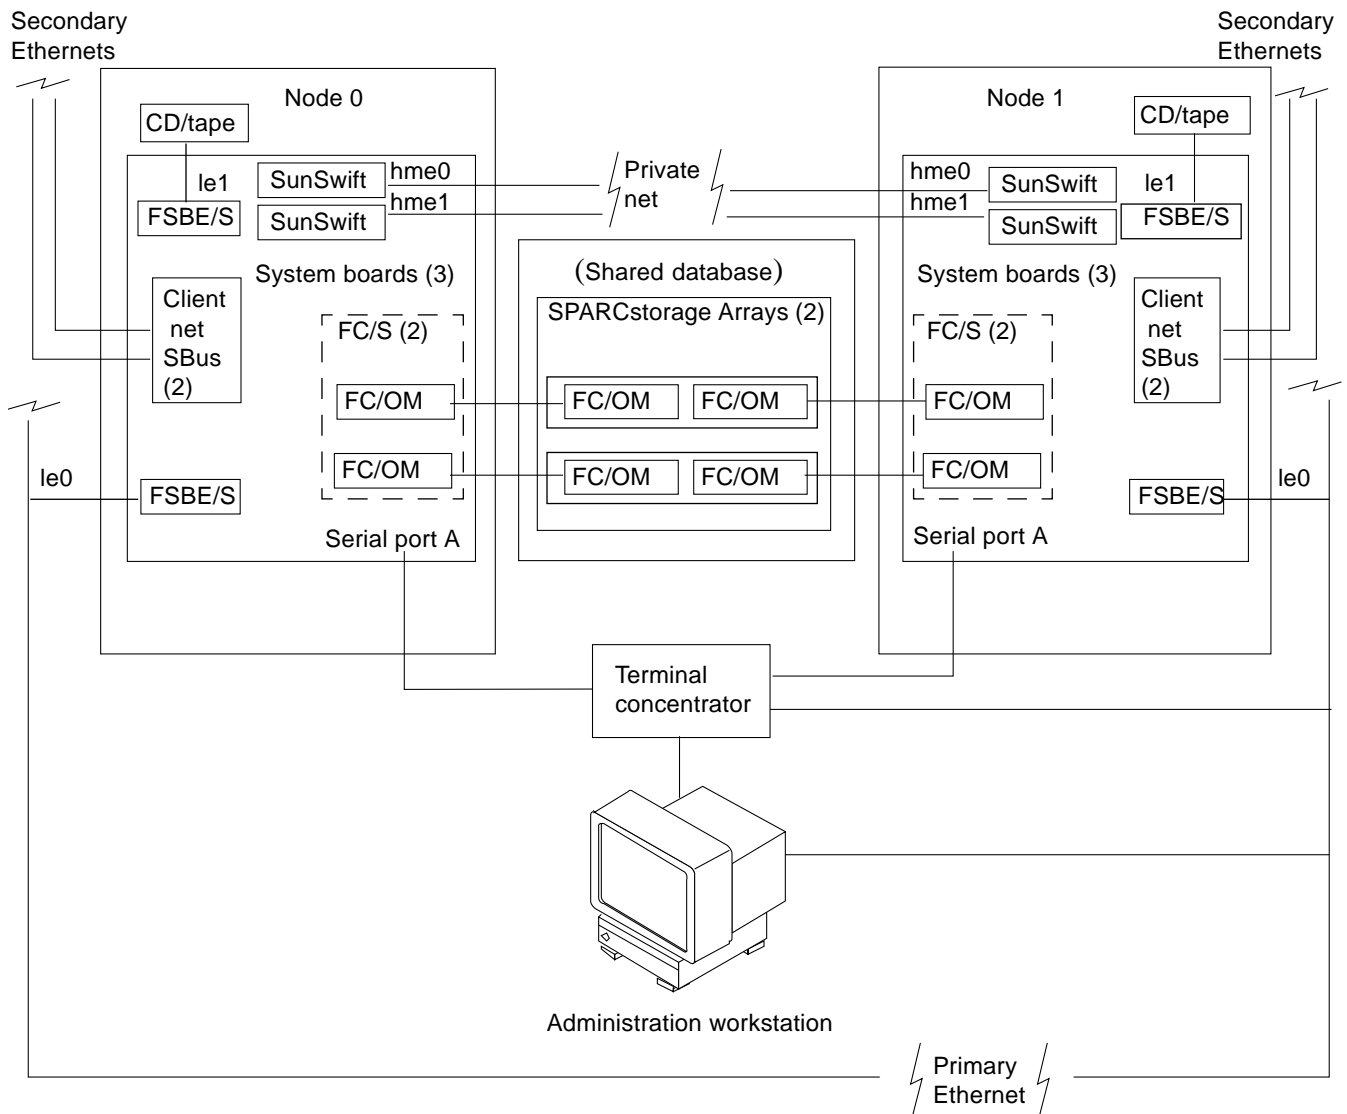 Secondary
Ethernets
Secondary
Ethernets
Node 0
CD/tape
le1
FSBE/S
SunSwift
SunSwift
hme0
hme1
System boards (3)
Client
net
SBus
(2)
FC/S (2)
FC/OM
FC/OM
le0
FSBE/S
Serial port A
Private
net
(Shared database)
SPARCstorage Arrays (2)
FC/OM
FC/OM
FC/OM
FC/OM
Node 1
CD/tape
hme0
hme1
SunSwift
SunSwift
le1
FSBE/S
System boards (3)
FC/S (2)
FC/OM
FC/OM
Client
net
SBus
(2)
FSBE/S
le0
Serial port A
Terminal
concentrator
Administration workstation
Primary
Ethernet